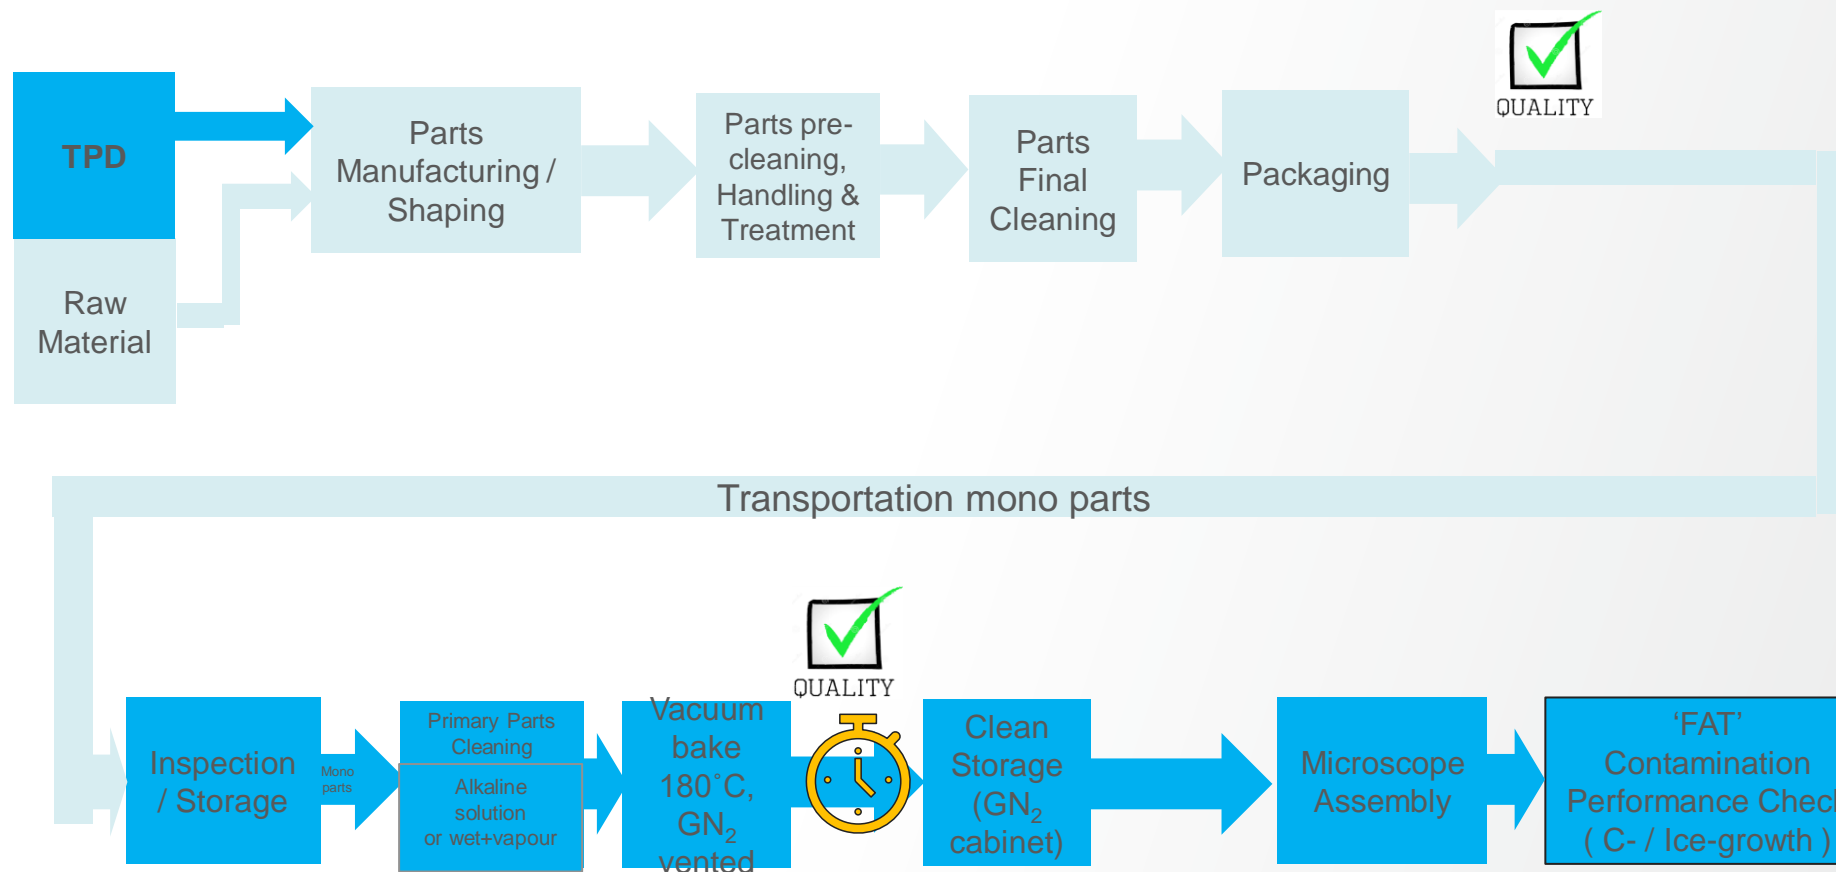 QUALITY
TPD
Parts
Manufacturing /
Shaping
Parts pre-
cleaning,
Handling &
Treatment
Parts
Final
Cleaning
Packaging
Raw
Material
Transportation mono parts
QUALITY
Inspection
/ Storage
Mono
parts
Primary Parts
Cleaning
Alkaline
solution
or wet+vapour
Vacuum
bake
180˚C,
GN₂
vented
Clean
Storage
(GN₂
cabinet)
Microscope
Assembly
‘FAT’
Contamination
Performance Check
( C- / Ice-growth )